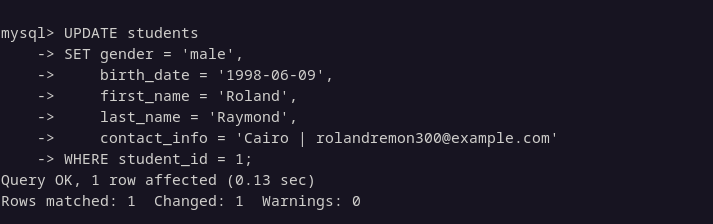 mysql> UPDATE students
    -> SET gender = 'male',
    ->     birth_date = '1998-06-09',
    ->     first_name = 'Roland',
    ->     last_name = 'Raymond',
    ->     contact_info = 'Cairo | rolandremon300@example.com'
    -> WHERE student_id = 1;
Query OK, 1 row affected (0.13 sec)
Rows matched: 1  Changed: 1  Warnings: 0